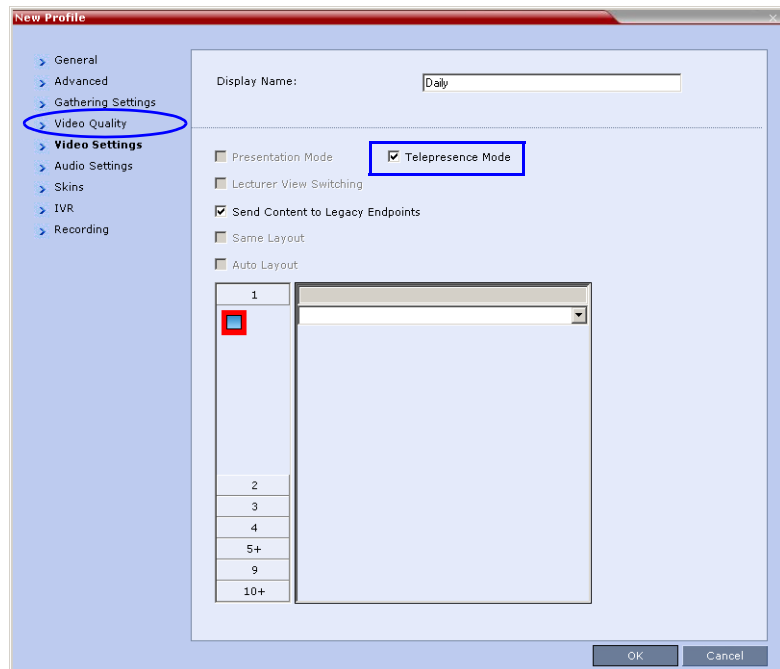 New Profile
General
Advanced
Gathering Settings
Video Quality
Video Settings
Audio Settings
Skins
IVR
Recording
Display Name: Daily
Presentation Mode Telepresence Mode
Lecturer View Switching
Send Content to Legacy Endpoints
Same Layout
Auto Layout
1
2
3
4
5+
9
10+
OK Cancel